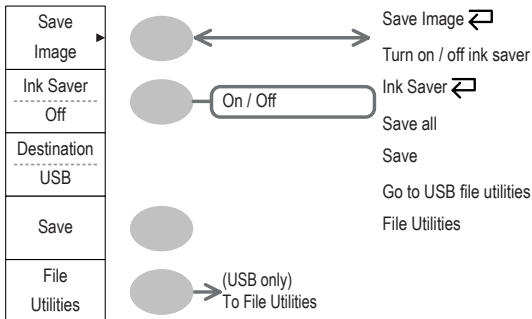 Save
Image
Ink Saver
Off
Destination
USB
Save
File
Utilities
On / Off
(USB only)
To File Utilities
Save Image
Turn on / off ink saver
Ink Saver
Save all
Save
Go to USB file utilities
File Utilities